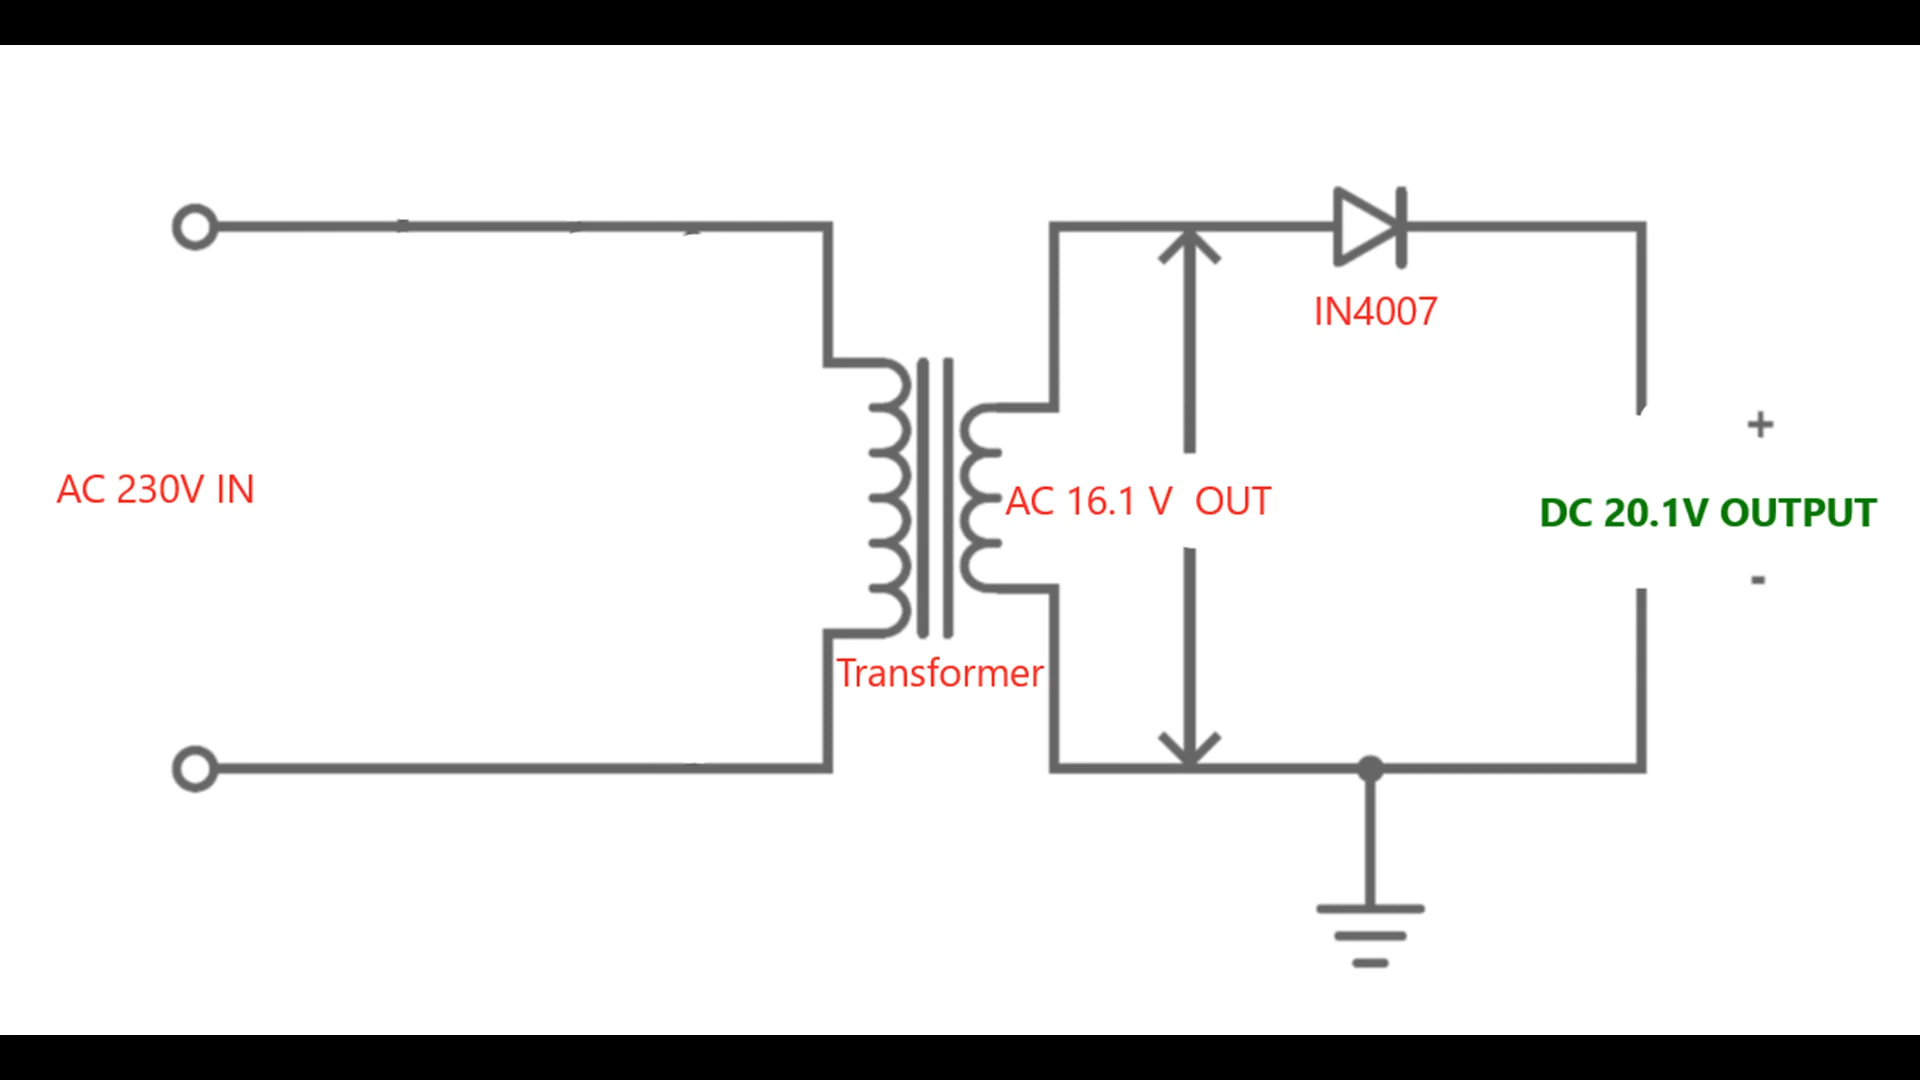 IN4007
+
AC 230V IN
AC 16.1 V  OUT
DC 20.1V OUTPUT
-
Transformer